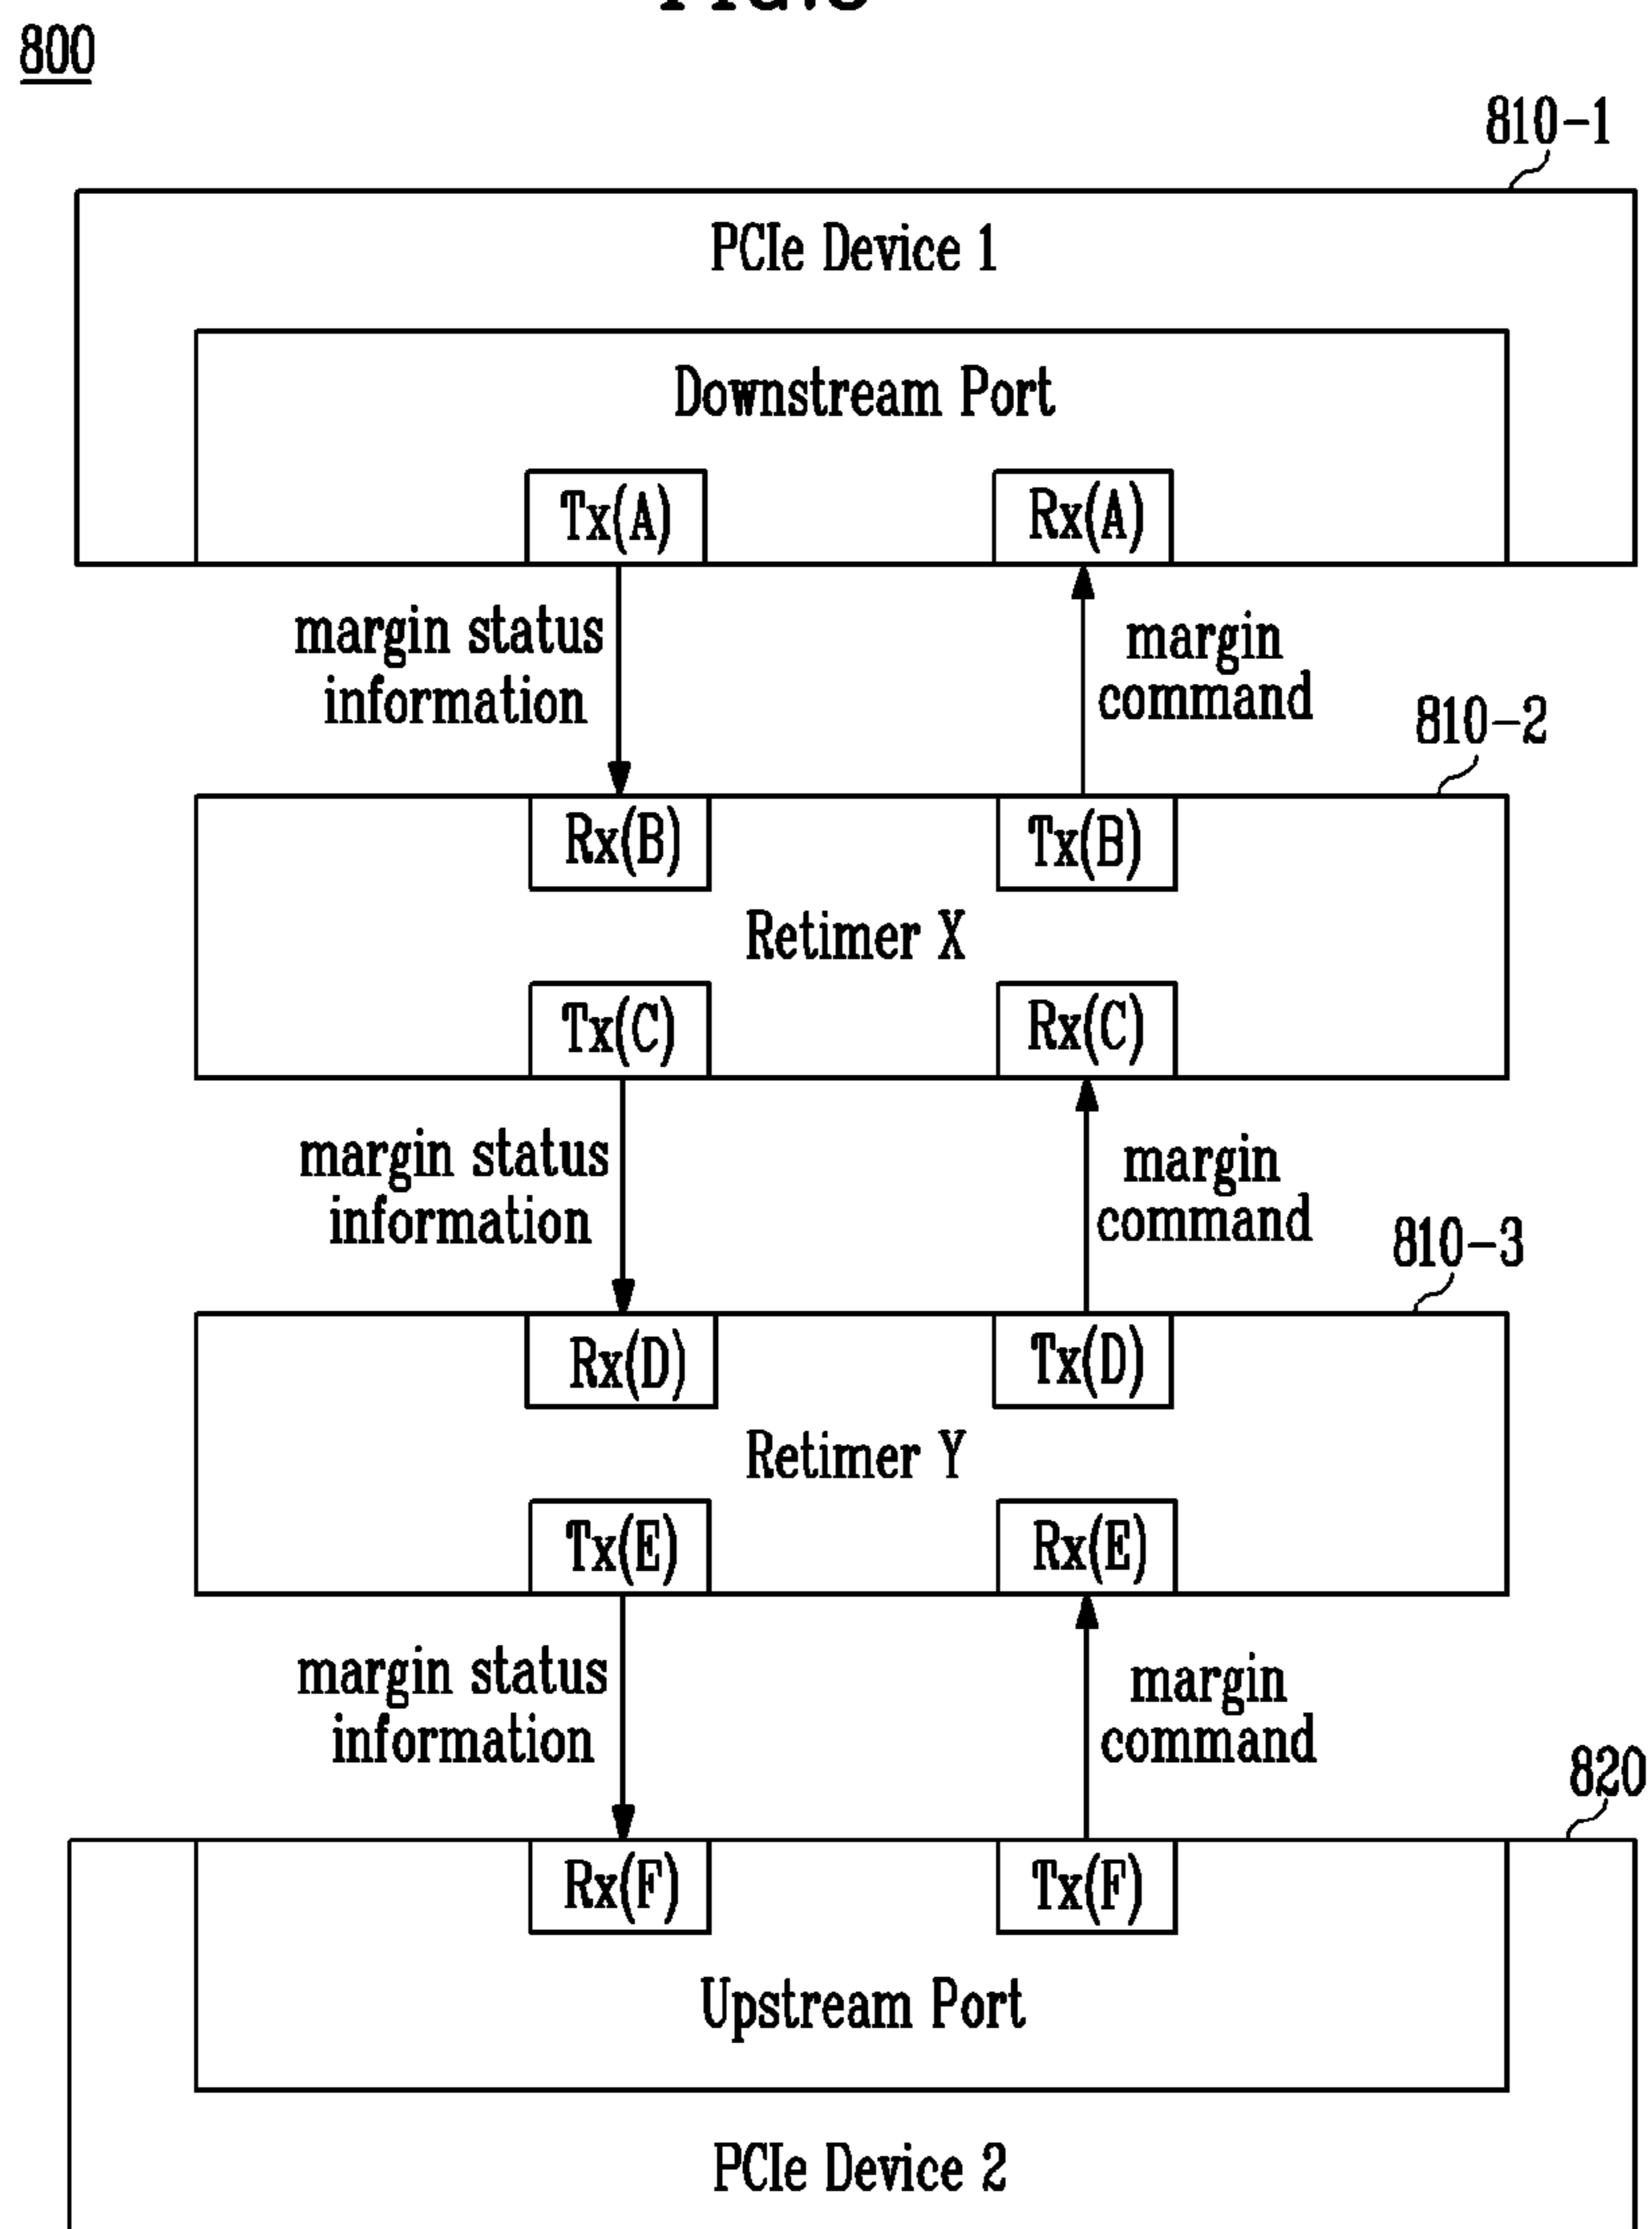 800
810-1
PCIe Device 1
Downstream Port
Tx(A) Rx(A)
margin status
information
margin
command
810-2
Rx(B) Tx(B)
Retimer X
Tx(C) Rx(C)
margin status
information
margin
command
810-3
Rx(D) Tx(D)
Retimer Y
Tx(E) Rx(E)
margin status
information
margin
command
820
Rx(F) Tx(F)
Upstream Port
PCIe Device 2